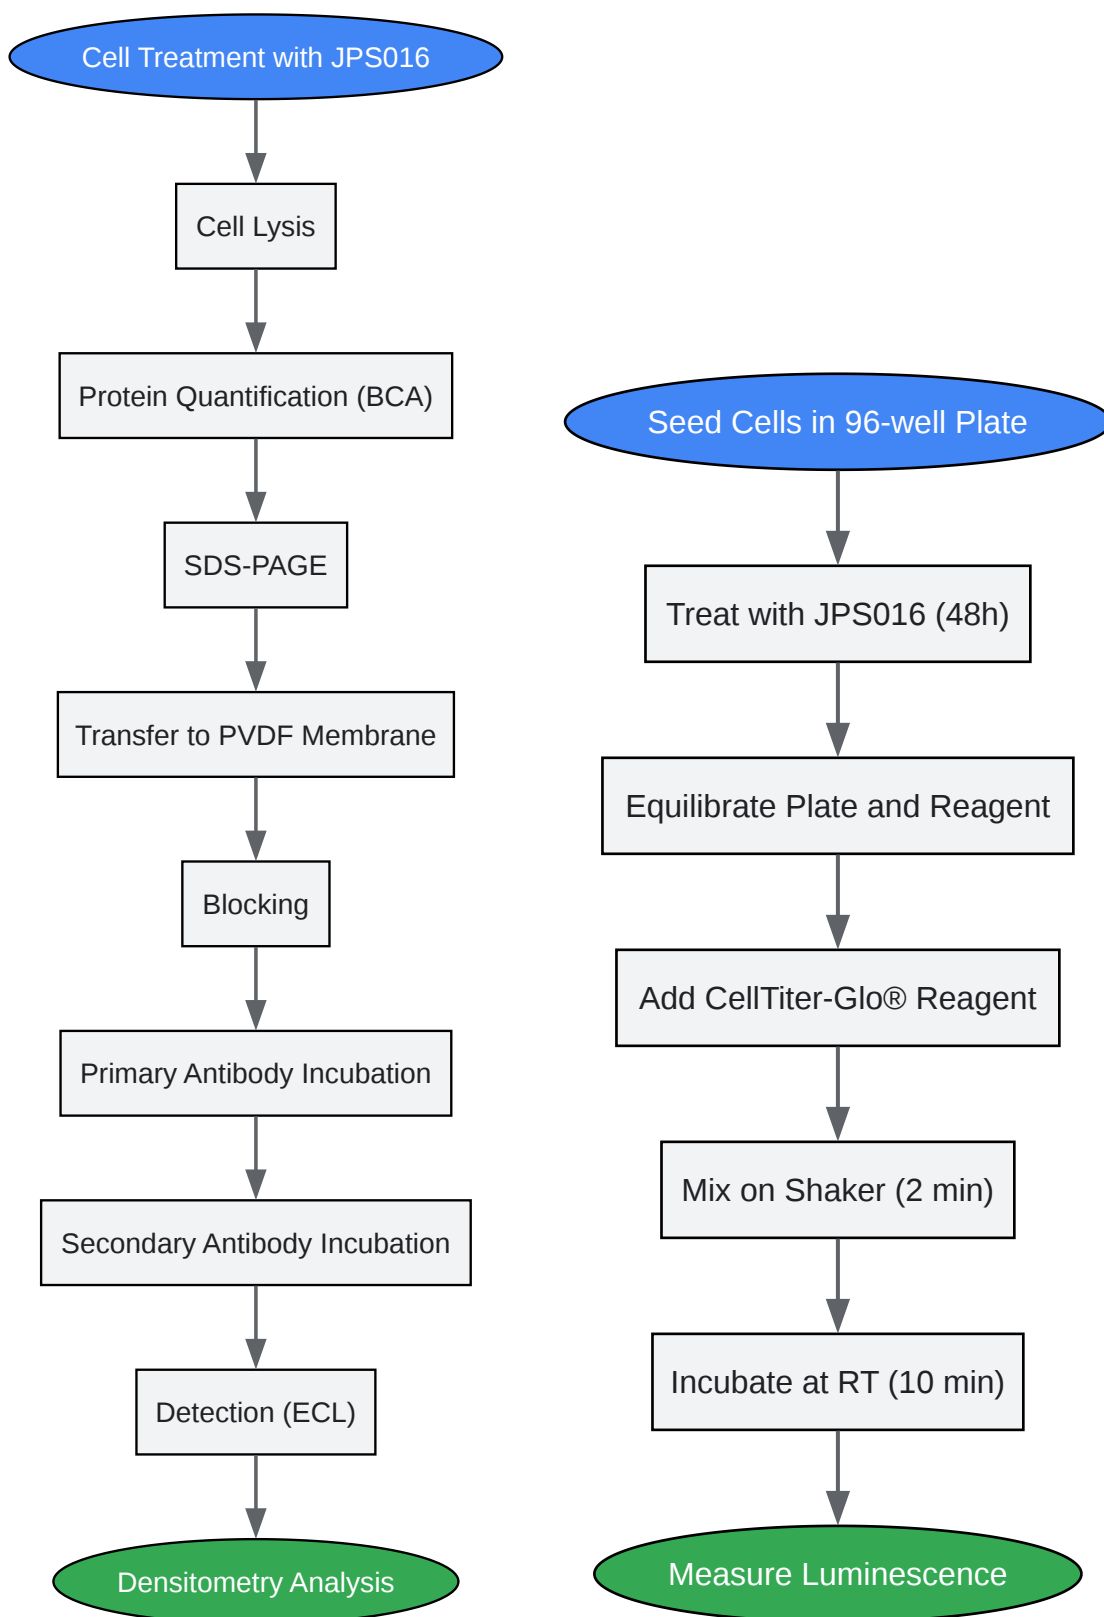 Cell Treatment with JPS016
Cell Lysis
Protein Quantification (BCA)
SDS-PAGE
Transfer to PVDF Membrane
Blocking
Primary Antibody Incubation
Secondary Antibody Incubation
Detection (ECL)
Densitometry Analysis
Seed Cells in 96-well Plate
Treat with JPS016 (48h)
Equilibrate Plate and Reagent
Add CellTiter-Glo® Reagent
Mix on Shaker (2 min)
Incubate at RT (10 min)
Measure Luminescence